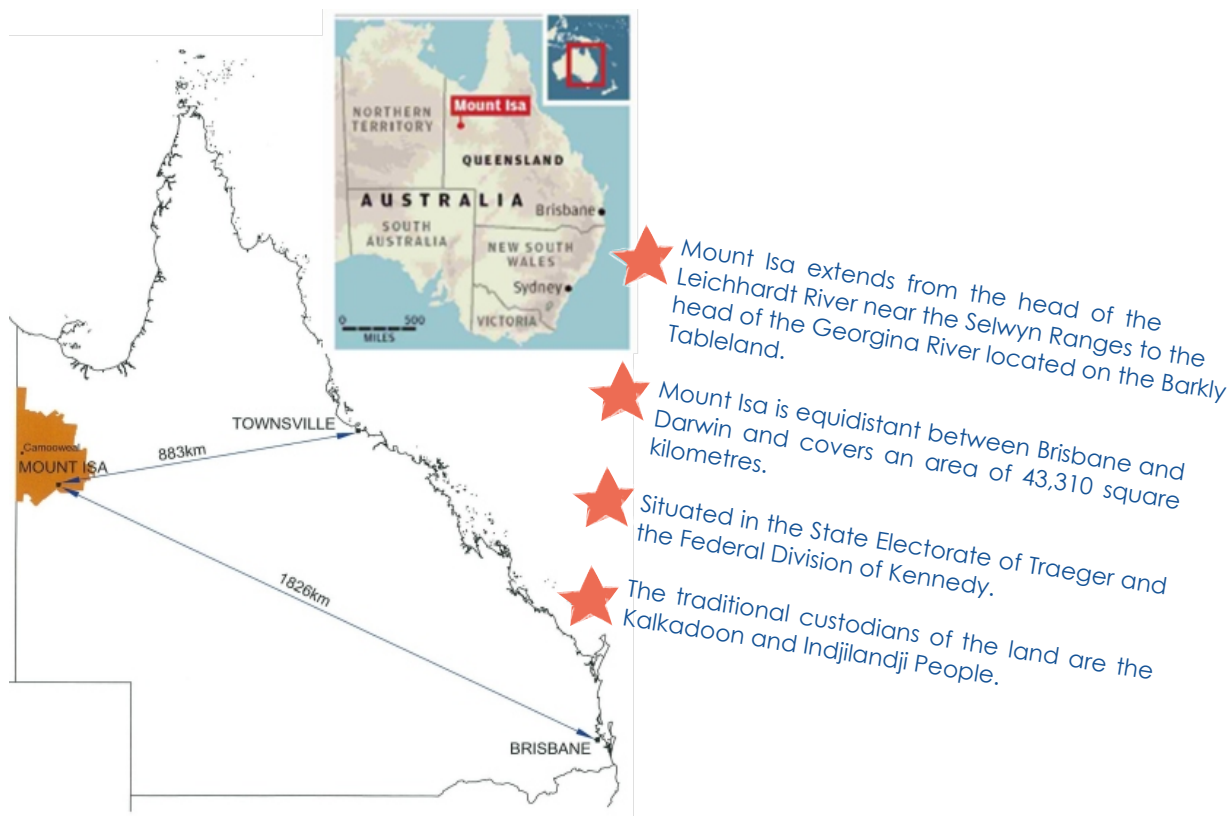 NORTHERN
TERRITORY
Mount Isa
QUEENSLAND
AUSTRALIA
Brisbane
SOUTH
AUSTRALIA
NEW SOUTH
WALES
Sydney
VICTORIA
0 500
MILES
TOWNSVILLE
883km
Camooweal
MOUNT ISA
1826km
BRISBANE
Mount Isa extends from the head of the
Leichhardt River near the Selwyn Ranges to the
head of the Georgina River located on the Barkly
Tableland.
Mount Isa is equidistant between Brisbane and
Darwin and covers an area of 43,310 square
kilometres.
Situated in the State Electorate of Traeger and
the Federal Division of Kennedy.
The traditional custodians of the land are the
Kalkadoon and Indjilandji People.